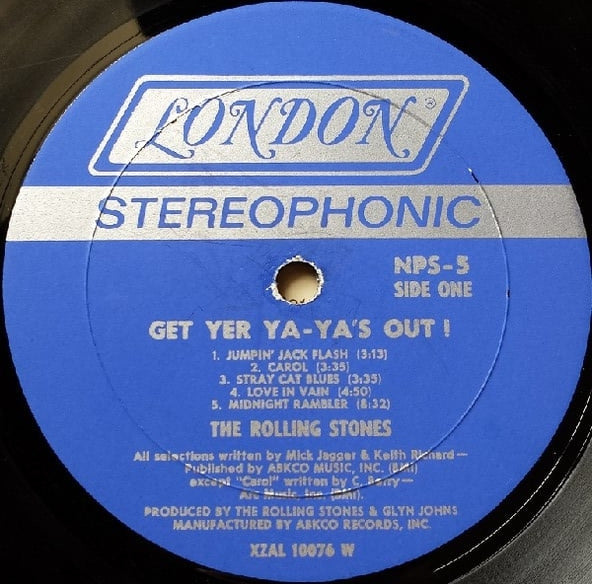 LONDON®
STEREOPHONIC
NPS-5
SIDE ONE
GET YER YA-YA'S OUT !
1. JUMPIN' JACK FLASH (3:13)
2. CAROL (3:35)
3. STRAY CAT BLUES (3:35)
4. LOVE IN VAIN (4:50)
5. MIDNIGHT RAMBLER (8:32)
THE ROLLING STONES
All selections written by Mick Jagger & Keith Richard—
Published by ABKCO MUSIC, INC. (BMI)
except "Carol" written by C. Berry—
Arc Music, Inc. (BMI).
PRODUCED BY THE ROLLING STONES & GLYN JOHNS
MANUFACTURED BY ABKCO RECORDS, INC.
XZAL 10076 W